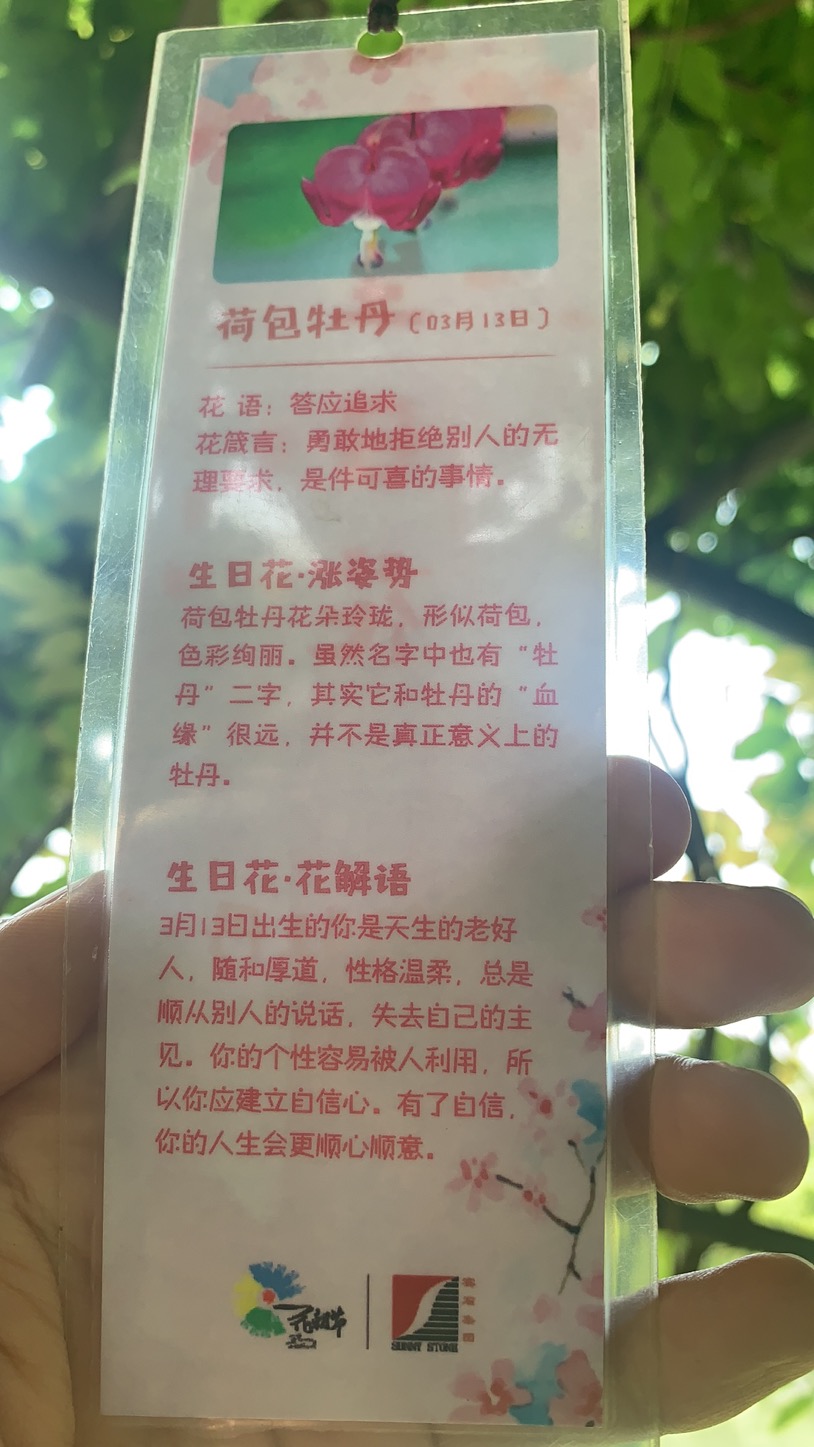 荷包牡丹(03月13日)
花 语：答应追求
花箴言：勇敢地拒绝别人的无
理要求，是件可喜的事情。
生日花·涨姿势
荷包牡丹花朵玲珑，形似荷包，
色彩绚丽。虽然名字中也有“牡
丹”二字，其实它和牡丹的“血
缘”很远，并不是真正意义上的
牡丹。
生日花·花解语
3月13日出生的你是天生的老好
人，随和厚道，性格温柔，总是
顺从别人的说话，失去自己的主
见。你的个性容易被人利用，所
以你应建立自信心。有了自信，
你的人生会更顺心顺意。
花朝节
SUNNY STONE